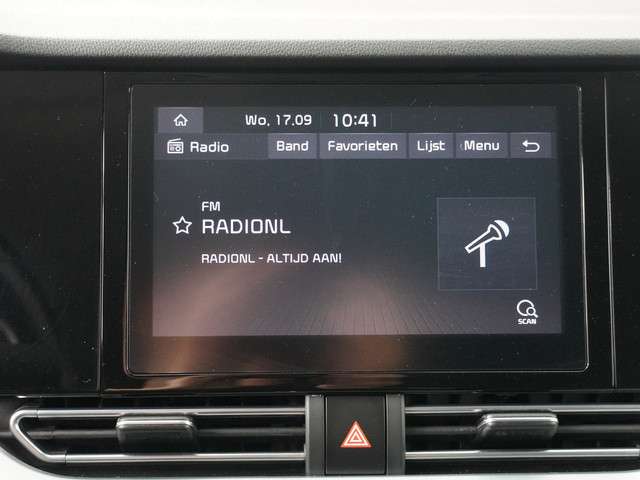 Wo, 17.09 10:41
Radio Band Favorieten Lijst Menu
FM
RADIONL
RADIONL - ALTIJD AAN!
SCAN